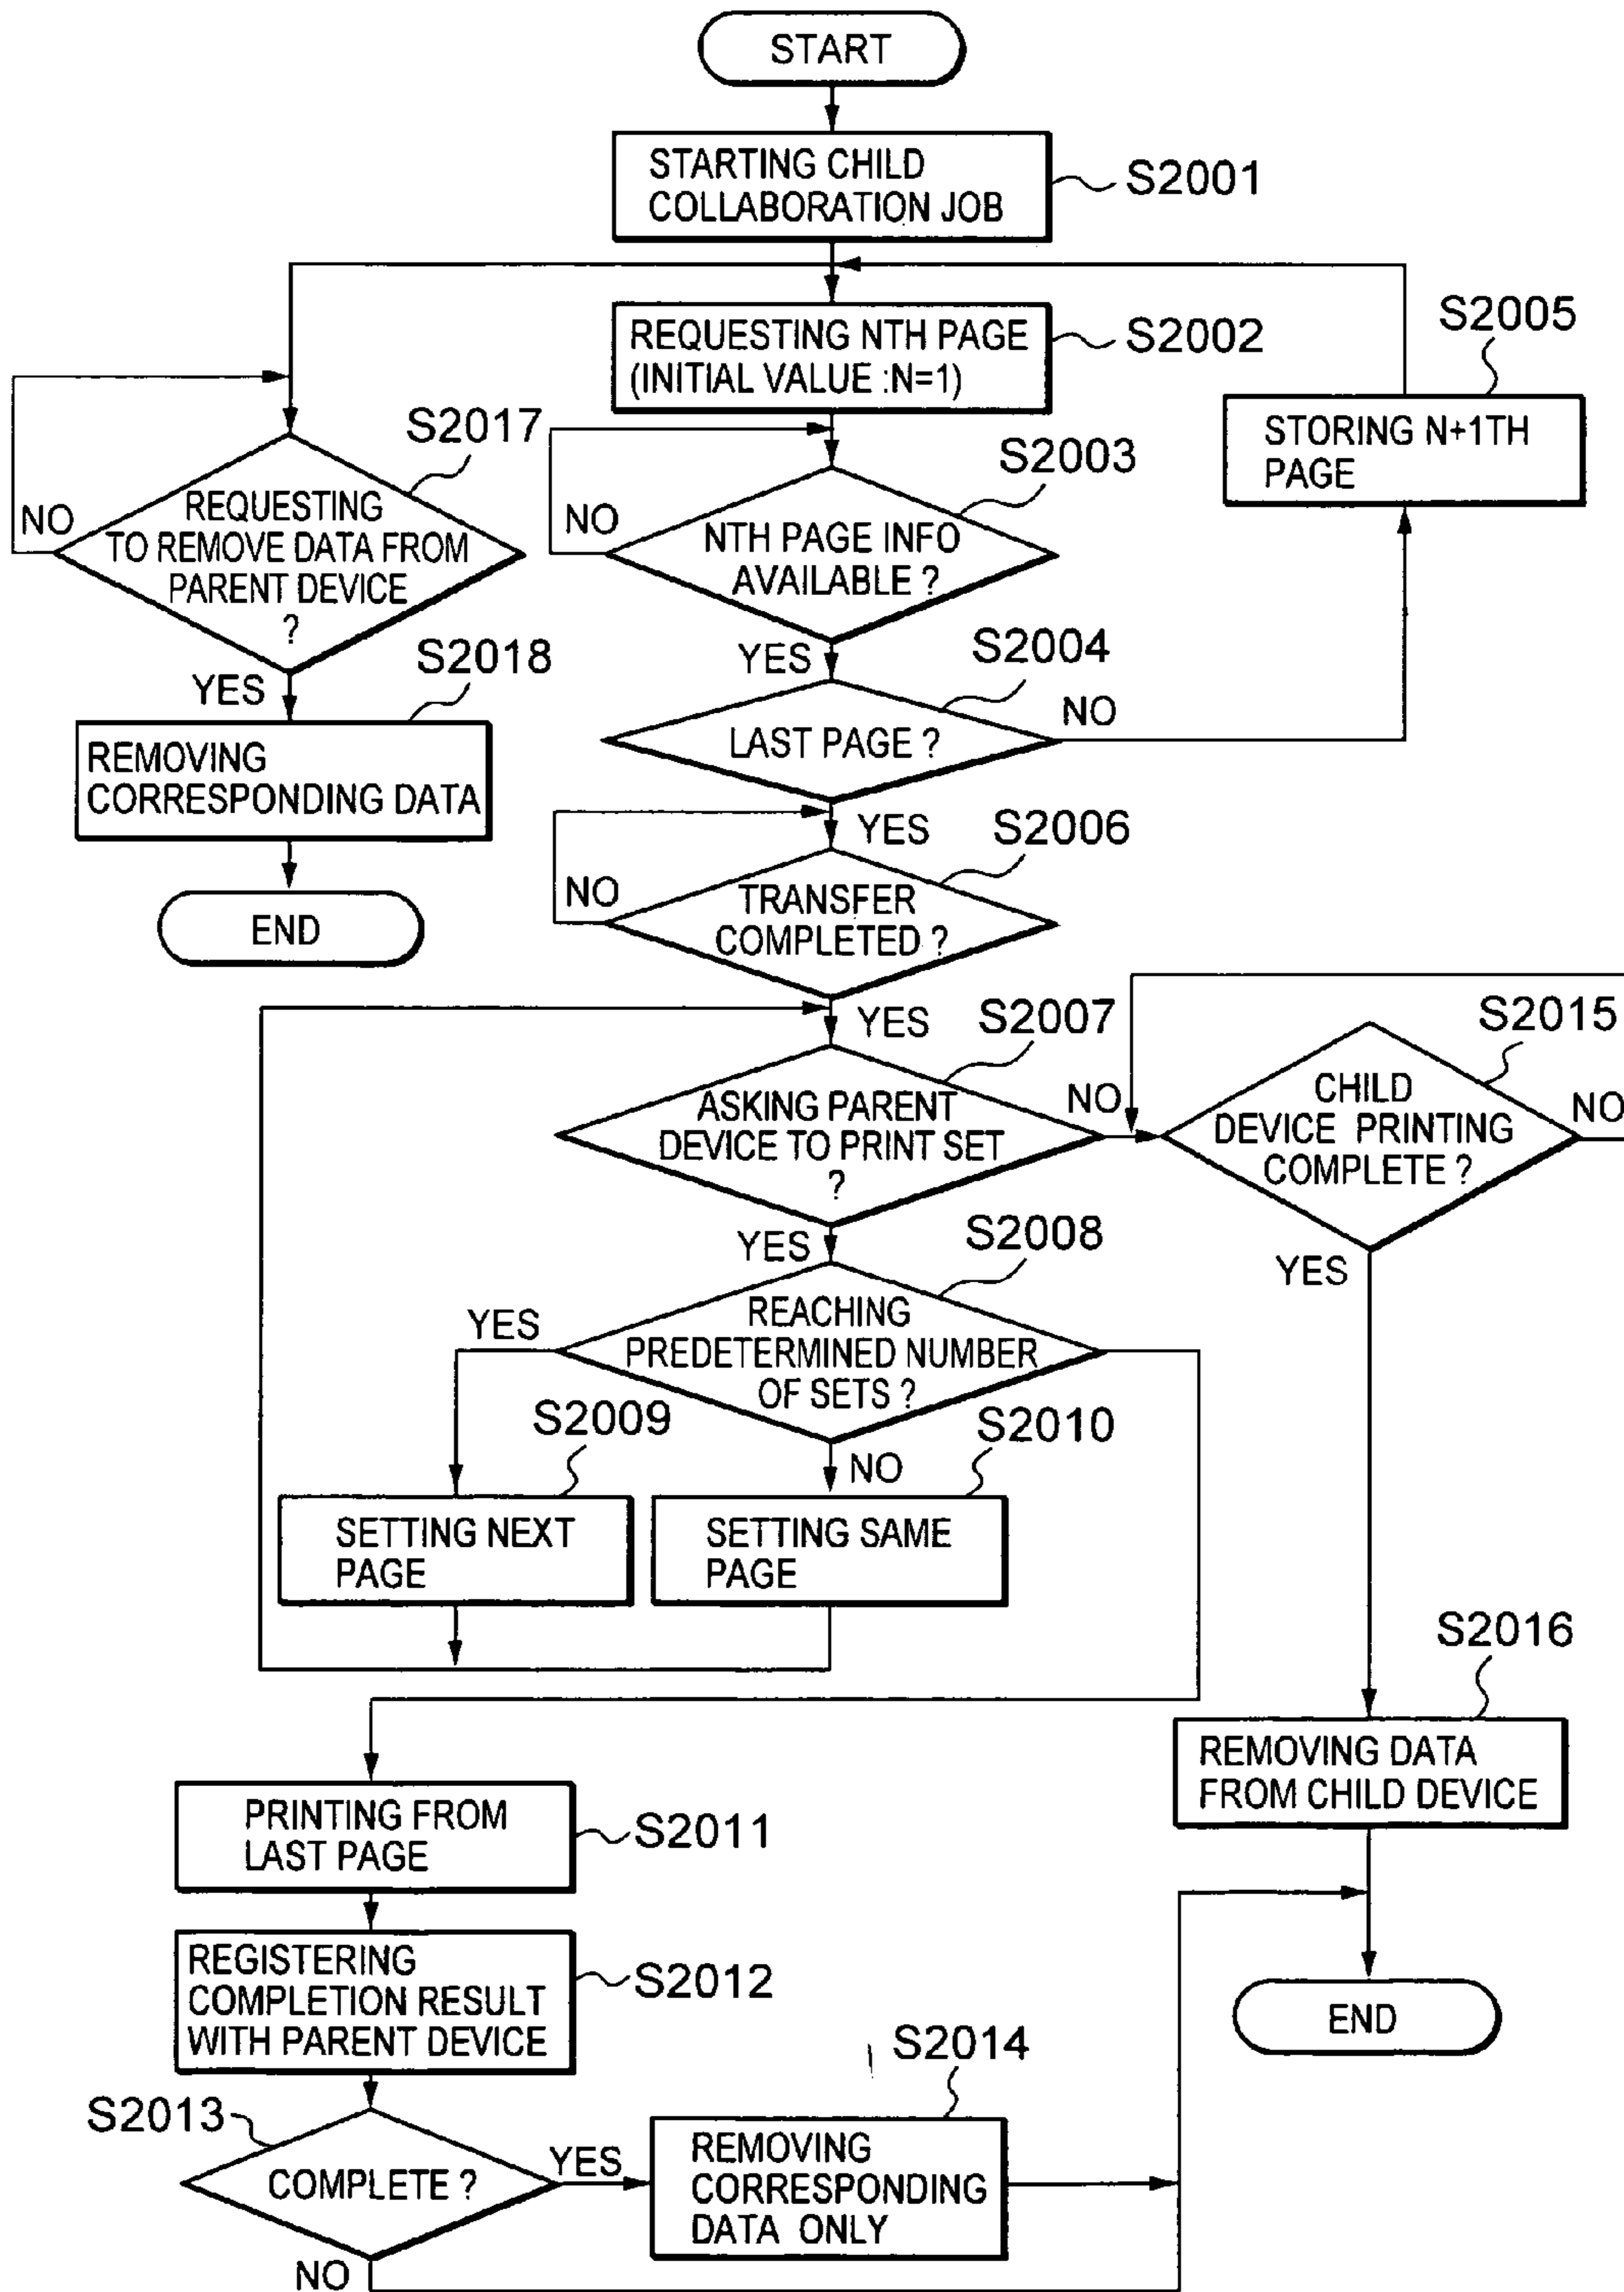 START
STARTING CHILD
COLLABORATION JOB
S2001
REQUESTING NTH PAGE
(INITIAL VALUE :N=1)
S2002
S2005
STORING N+1TH
PAGE
S2017
REQUESTING
TO REMOVE DATA FROM
PARENT DEVICE
?
NO
S2003
NTH PAGE INFO
AVAILABLE ?
NO
YES
S2004
LAST PAGE ?
NO
YES
S2018
REMOVING
CORRESPONDING DATA
END
YES
S2006
TRANSFER
COMPLETED ?
NO
YES
S2007
ASKING PARENT
DEVICE TO PRINT SET
?
NO
S2015
CHILD
DEVICE PRINTING
COMPLETE ?
NO
YES
YES
S2008
REACHING
PREDETERMINED NUMBER
OF SETS ?
YES
NO
S2009
SETTING NEXT
PAGE
S2010
SETTING SAME
PAGE
S2016
REMOVING DATA
FROM CHILD DEVICE
PRINTING FROM
LAST PAGE
S2011
REGISTERING
COMPLETION RESULT
WITH PARENT DEVICE
S2012
END
S2013
COMPLETE ?
YES
NO
S2014
REMOVING
CORRESPONDING
DATA ONLY